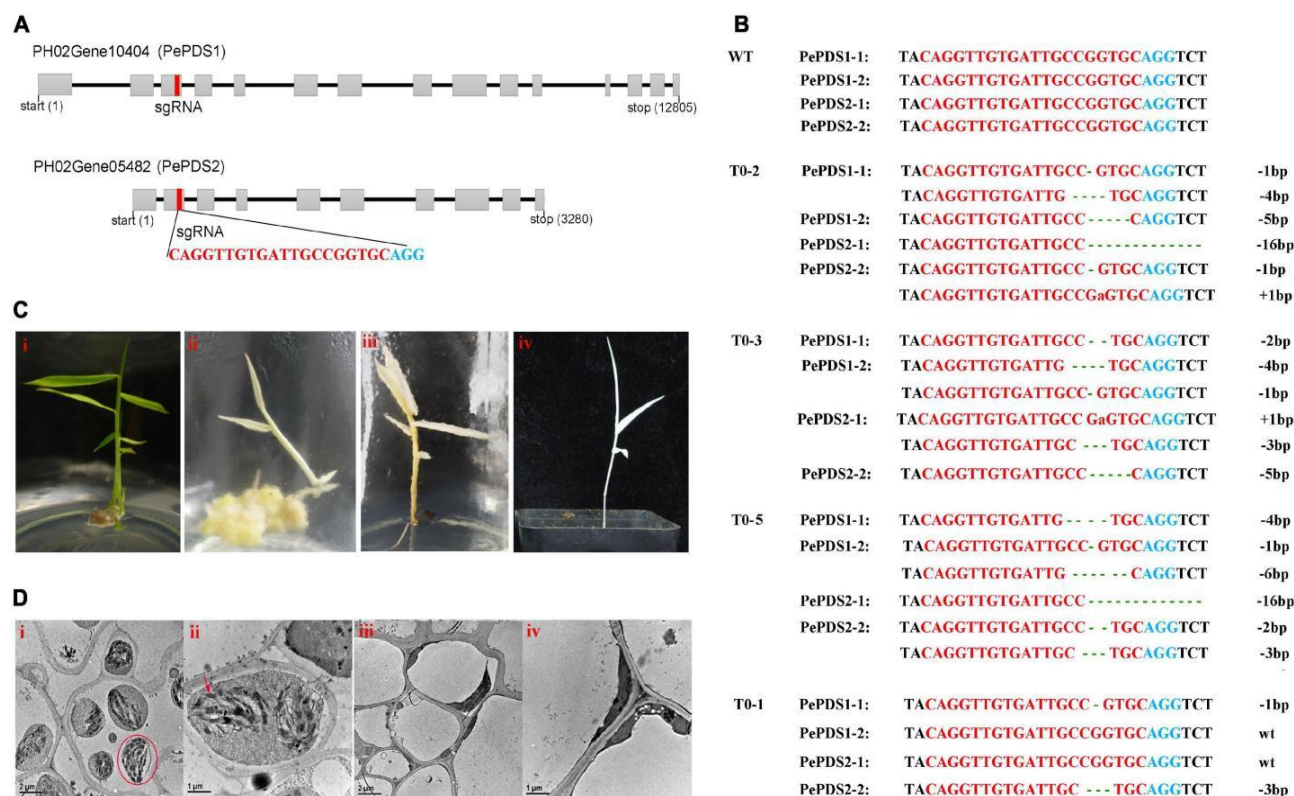 A
PH02Gene10404 (PePDS1)
start (1)
sgRNA
stop (12805)
PH02Gene05482 (PePDS2)
start (1)
sgRNA
stop (3280)
CAGGTTGTGATTGCCGGTGCAGG
B
WT PePDS1-1: TACAGGTTGTGATTGCCGGTGCAGGTCT
PePDS1-2: TACAGGTTGTGATTGCCGGTGCAGGTCT
PePDS2-1: TACAGGTTGTGATTGCCGGTGCAGGTCT
PePDS2-2: TACAGGTTGTGATTGCCGGTGCAGGTCT
T0-2 PePDS1-1: TACAGGTTGTGATTGCC-GTGCAGGTCT -1bp
TACAGGTTGTGATTG ----TGCAGGTCT -4bp
PePDS1-2: TACAGGTTGTGATTGCC-----CAGGTCT -5bp
PePDS2-1: TACAGGTTGTGATTGCC-------------- -16bp
PePDS2-2: TACAGGTTGTGATTGCC-GTGCAGGTCT -1bp
TACAGGTTGTGATTGCCGaGTGCAGGTCT +1bp
T0-3 PePDS1-1: TACAGGTTGTGATTGCC--TGCAGGTCT -2bp
PePDS1-2: TACAGGTTGTGATTG ----TGCAGGTCT -4bp
TACAGGTTGTGATTGCC-GTGCAGGTCT -1bp
PePDS2-1: TACAGGTTGTGATTGCC GaGTGCAGGTCT +1bp
TACAGGTTGTGATTGC ---TGCAGGTCT -3bp
PePDS2-2: TACAGGTTGTGATTGCC-----CAGGTCT -5bp
T0-5 PePDS1-1: TACAGGTTGTGATTG----TGCAGGTCT -4bp
PePDS1-2: TACAGGTTGTGATTGCC-GTGCAGGTCT -1bp
TACAGGTTGTGATTG ------CAGGTCT -6bp
PePDS2-1: TACAGGTTGTGATTGCC-------------- -16bp
PePDS2-2: TACAGGTTGTGATTGCC--TGCAGGTCT -2bp
TACAGGTTGTGATTGC ---TGCAGGTCT -3bp
T0-1 PePDS1-1: TACAGGTTGTGATTGCC-GTGCAGGTCT -1bp
PePDS1-2: TACAGGTTGTGATTGCCGGTGCAGGTCT wt
PePDS2-1: TACAGGTTGTGATTGCCGGTGCAGGTCT wt
PePDS2-2: TACAGGTTGTGATTGC ---TGCAGGTCT -3bp
C
i ii iii iv
D
i ii iii iv
2 μm 1 μm 2 μm 1 μm